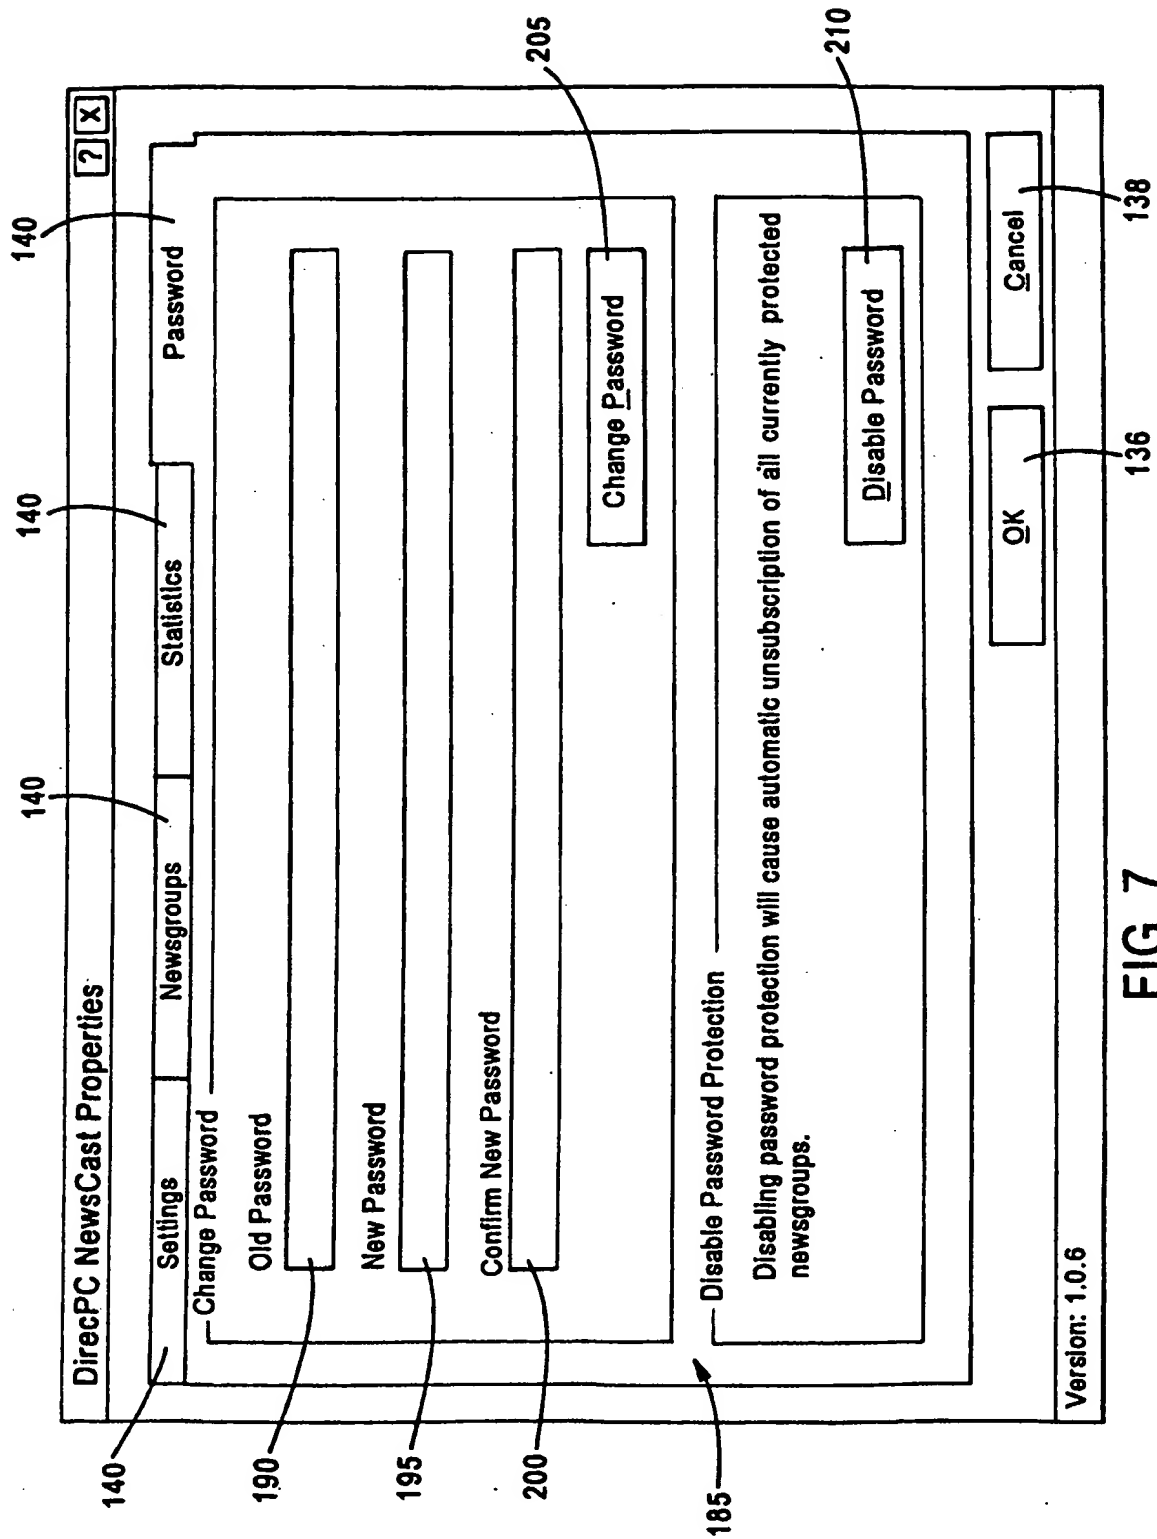 DirecPC NewsCast Properties
? X
Settings
Newsgroups
Statistics
Password
140
140
140
140
Change Password
Old Password
190
New Password
195
Confirm New Password
200
Change Password
205
185
Disable Password Protection
Disabling password protection will cause automatic unsubscription of all currently protected
newsgroups.
Disable Password
210
OK
136
Cancel
138
Version: 1.0.6
FIG 7